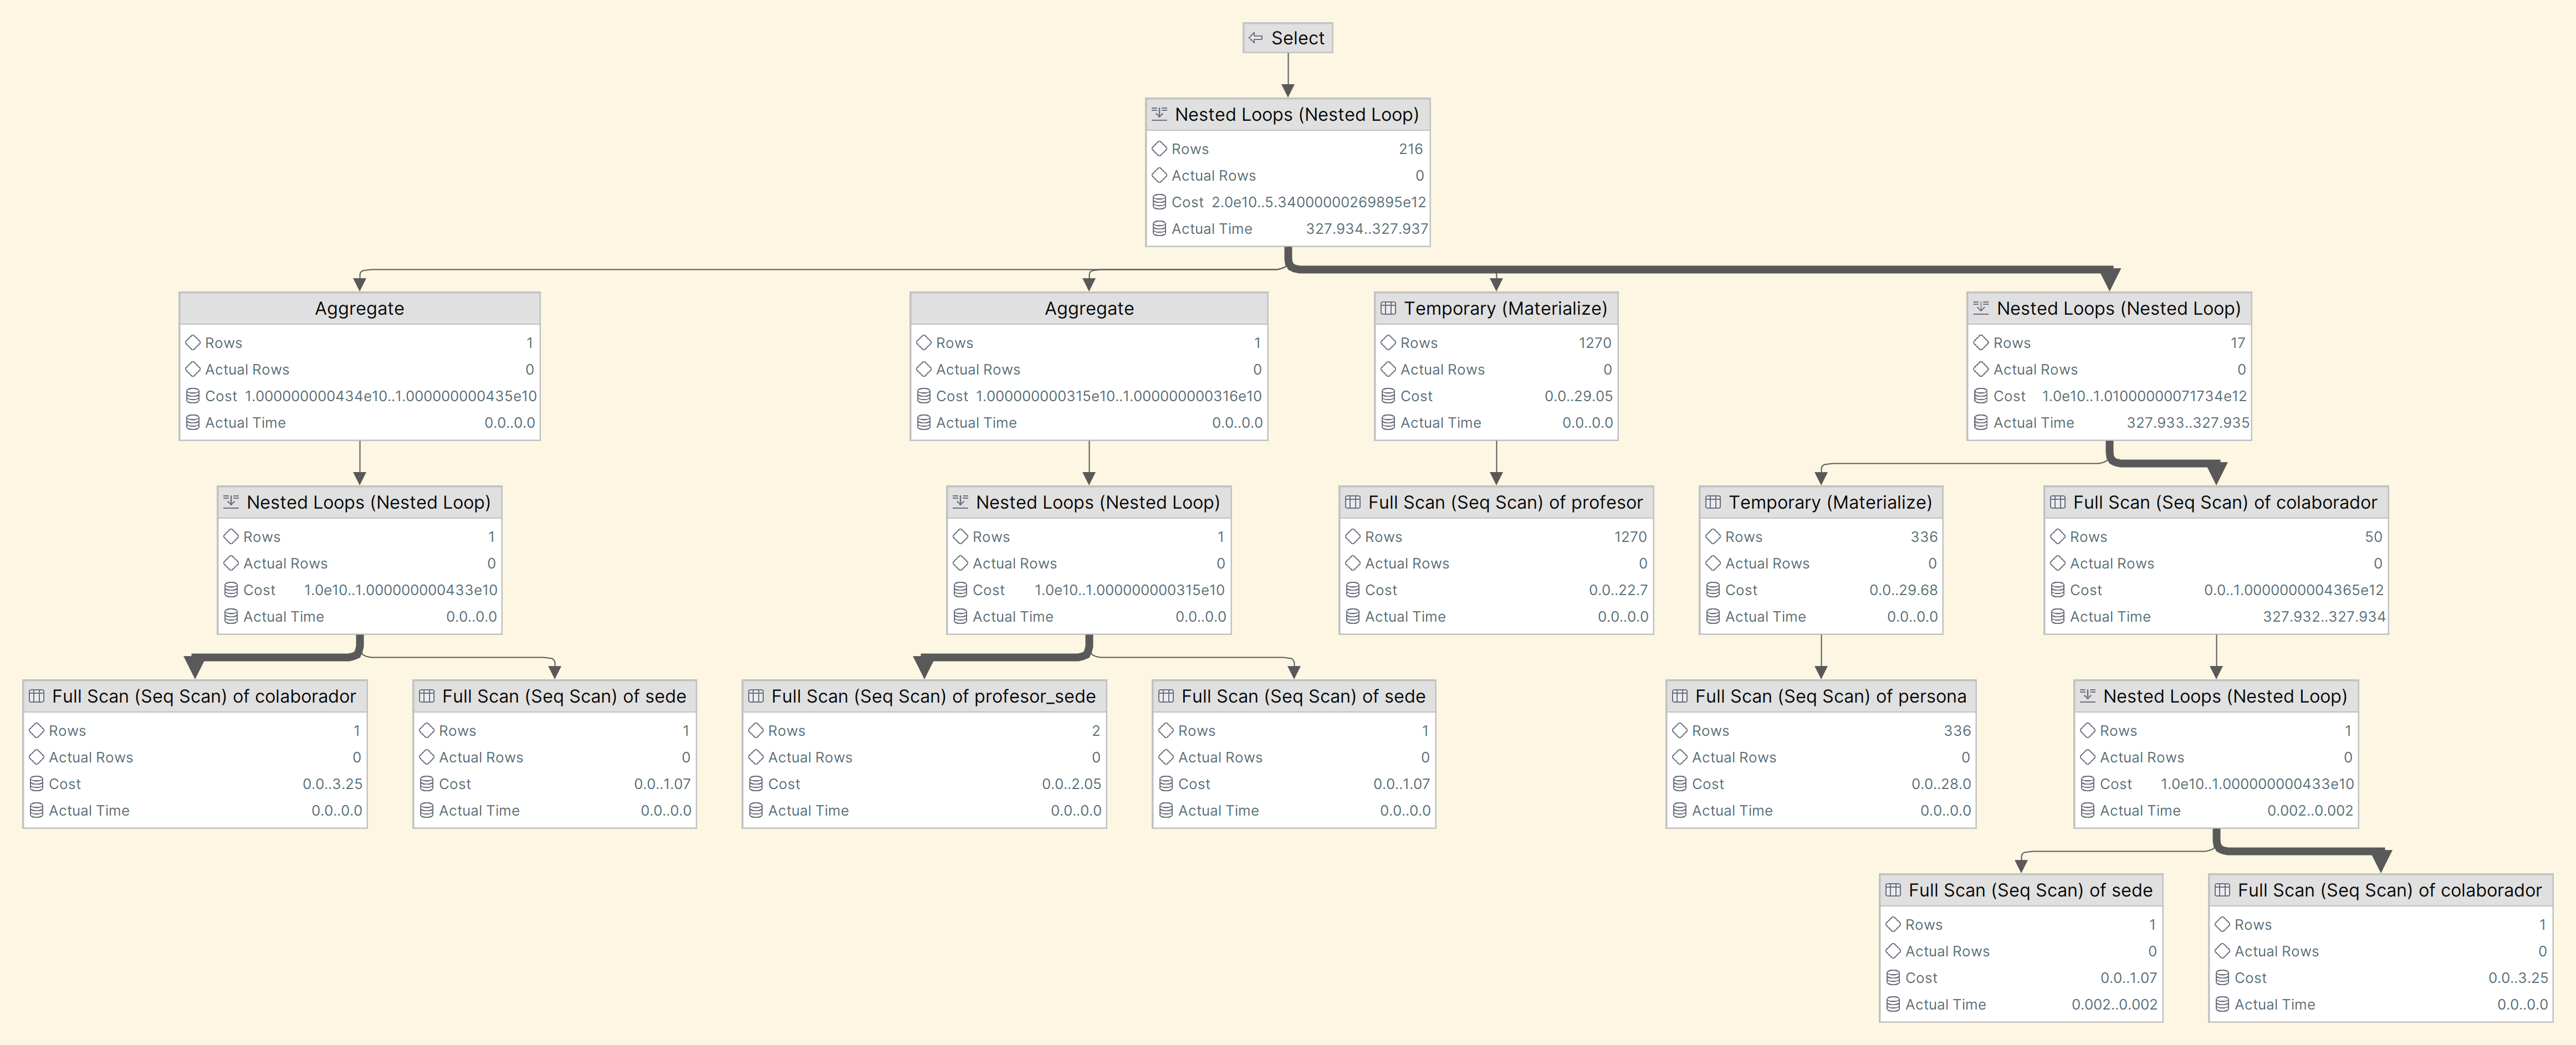 Select
Nested Loops (Nested Loop)
Rows 216
Actual Rows 0
Cost 2.0e10..5.34000000269895e12
Actual Time 327.934..327.937
Aggregate
Rows 1
Actual Rows 0
Cost 1.000000000434e10..1.000000000435e10
Actual Time 0.0..0.0
Aggregate
Rows 1
Actual Rows 0
Cost 1.000000000315e10..1.000000000316e10
Actual Time 0.0..0.0
Temporary (Materialize)
Rows 1270
Actual Rows 0
Cost 0.0..29.05
Actual Time 0.0..0.0
Nested Loops (Nested Loop)
Rows 17
Actual Rows 0
Cost 1.0e10..1.01000000071734e12
Actual Time 327.933..327.935
Nested Loops (Nested Loop)
Rows 1
Actual Rows 0
Cost 1.0e10..1.000000000433e10
Actual Time 0.0..0.0
Nested Loops (Nested Loop)
Rows 1
Actual Rows 0
Cost 1.0e10..1.000000000315e10
Actual Time 0.0..0.0
Full Scan (Seq Scan) of profesor
Rows 1270
Actual Rows 0
Cost 0.0..22.7
Actual Time 0.0..0.0
Temporary (Materialize)
Rows 336
Actual Rows 0
Cost 0.0..29.68
Actual Time 0.0..0.0
Full Scan (Seq Scan) of colaborador
Rows 50
Actual Rows 0
Cost 0.0..1.0000000004365e12
Actual Time 327.932..327.934
Full Scan (Seq Scan) of colaborador
Rows 1
Actual Rows 0
Cost 0.0..3.25
Actual Time 0.0..0.0
Full Scan (Seq Scan) of sede
Rows 1
Actual Rows 0
Cost 0.0..1.07
Actual Time 0.0..0.0
Full Scan (Seq Scan) of profesor_sede
Rows 2
Actual Rows 0
Cost 0.0..2.05
Actual Time 0.0..0.0
Full Scan (Seq Scan) of sede
Rows 1
Actual Rows 0
Cost 0.0..1.07
Actual Time 0.0..0.0
Full Scan (Seq Scan) of persona
Rows 336
Actual Rows 0
Cost 0.0..28.0
Actual Time 0.0..0.0
Nested Loops (Nested Loop)
Rows 1
Actual Rows 0
Cost 1.0e10..1.000000000433e10
Actual Time 0.002..0.002
Full Scan (Seq Scan) of sede
Rows 1
Actual Rows 0
Cost 0.0..1.07
Actual Time 0.002..0.002
Full Scan (Seq Scan) of colaborador
Rows 1
Actual Rows 0
Cost 0.0..3.25
Actual Time 0.0..0.0